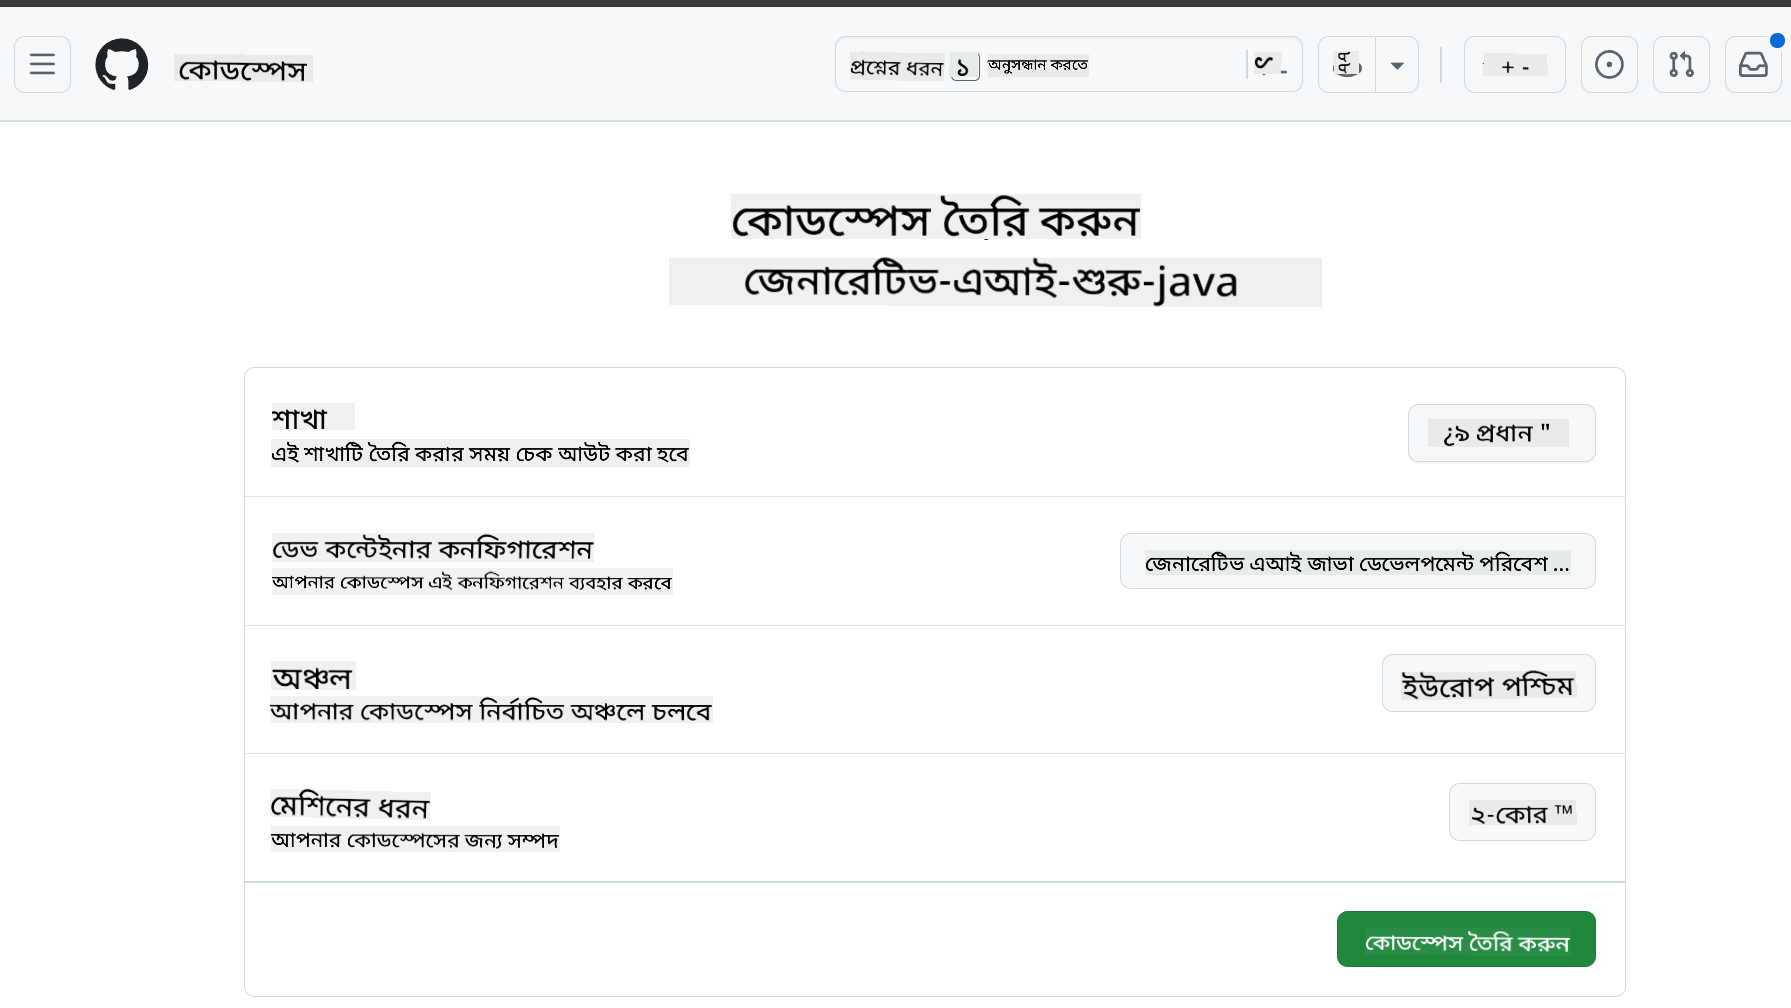 কোডস্পেস
প্রশ্নের ধরন ১ অনুসন্ধান করতে
+ -
কোডস্পেস তৈরি করুন
জেনারেটিভ-এআই-শুরু-java
শাখা
এই শাখাটি তৈরি করার সময় চেক আউট করা হবে
¿৯ প্রধান "
ডেভ কন্টেইনার কনফিগারেশন
আপনার কোডস্পেস এই কনফিগারেশন ব্যবহার করবে
জেনারেটিভ এআই জাভা ডেভেলপমেন্ট পরিবেশ ...
অঞ্চল
আপনার কোডস্পেস নির্বাচিত অঞ্চলে চলবে
ইউরোপ পশ্চিম
মেশিনের ধরন
আপনার কোডস্পেসের জন্য সম্পদ
২-কোর ™
কোডস্পেস তৈরি করুন